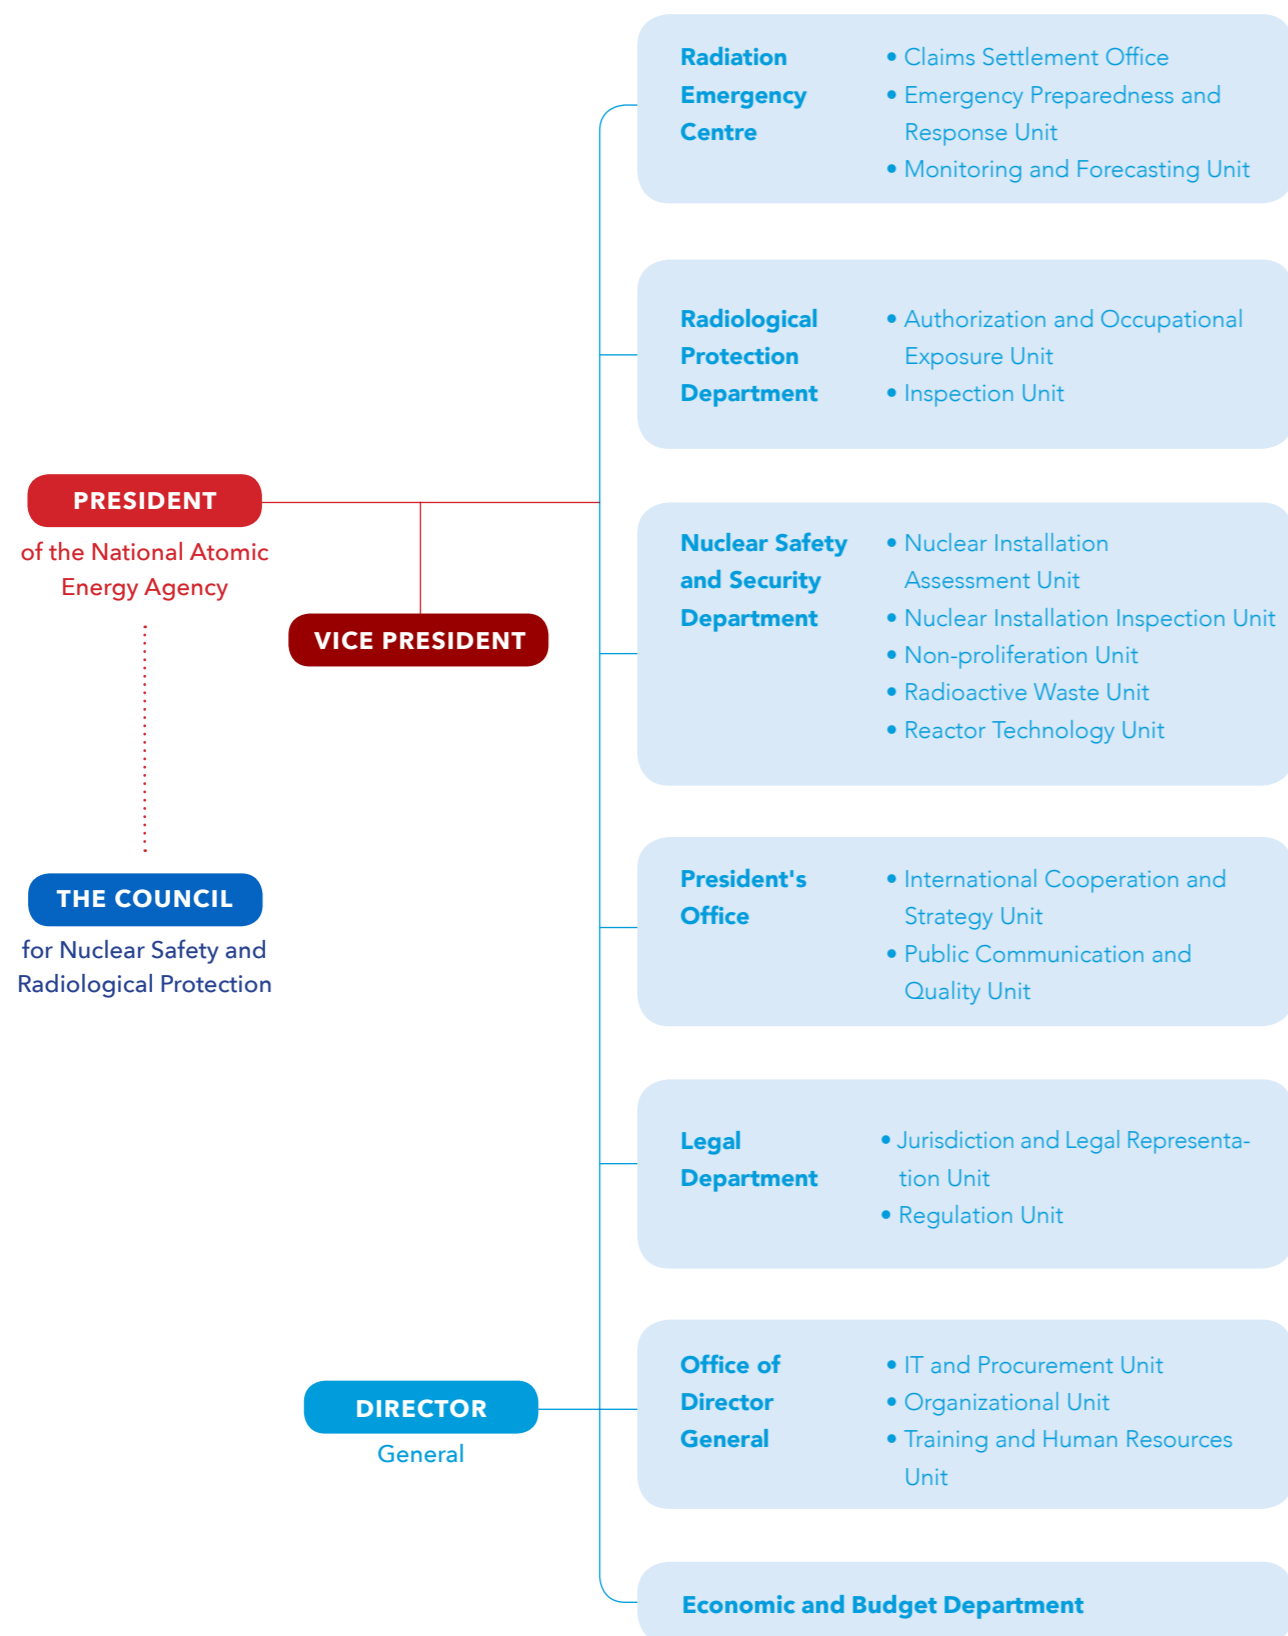 Radiation
Emergency
Centre
• Claims Settlement Office
• Emergency Preparedness and
Response Unit
• Monitoring and Forecasting Unit
Radiological
Protection
Department
• Authorization and Occupational
Exposure Unit
• Inspection Unit
PRESIDENT
of the National Atomic
Energy Agency
VICE PRESIDENT
Nuclear Safety
and Security
Department
• Nuclear Installation
Assessment Unit
• Nuclear Installation Inspection Unit
• Non-proliferation Unit
• Radioactive Waste Unit
• Reactor Technology Unit
THE COUNCIL
for Nuclear Safety and
Radiological Protection
President's
Office
• International Cooperation and
Strategy Unit
• Public Communication and
Quality Unit
Legal
Department
• Jurisdiction and Legal Representa-
tion Unit
• Regulation Unit
DIRECTOR
General
Office of
Director
General
• IT and Procurement Unit
• Organizational Unit
• Training and Human Resources
Unit
Economic and Budget Department